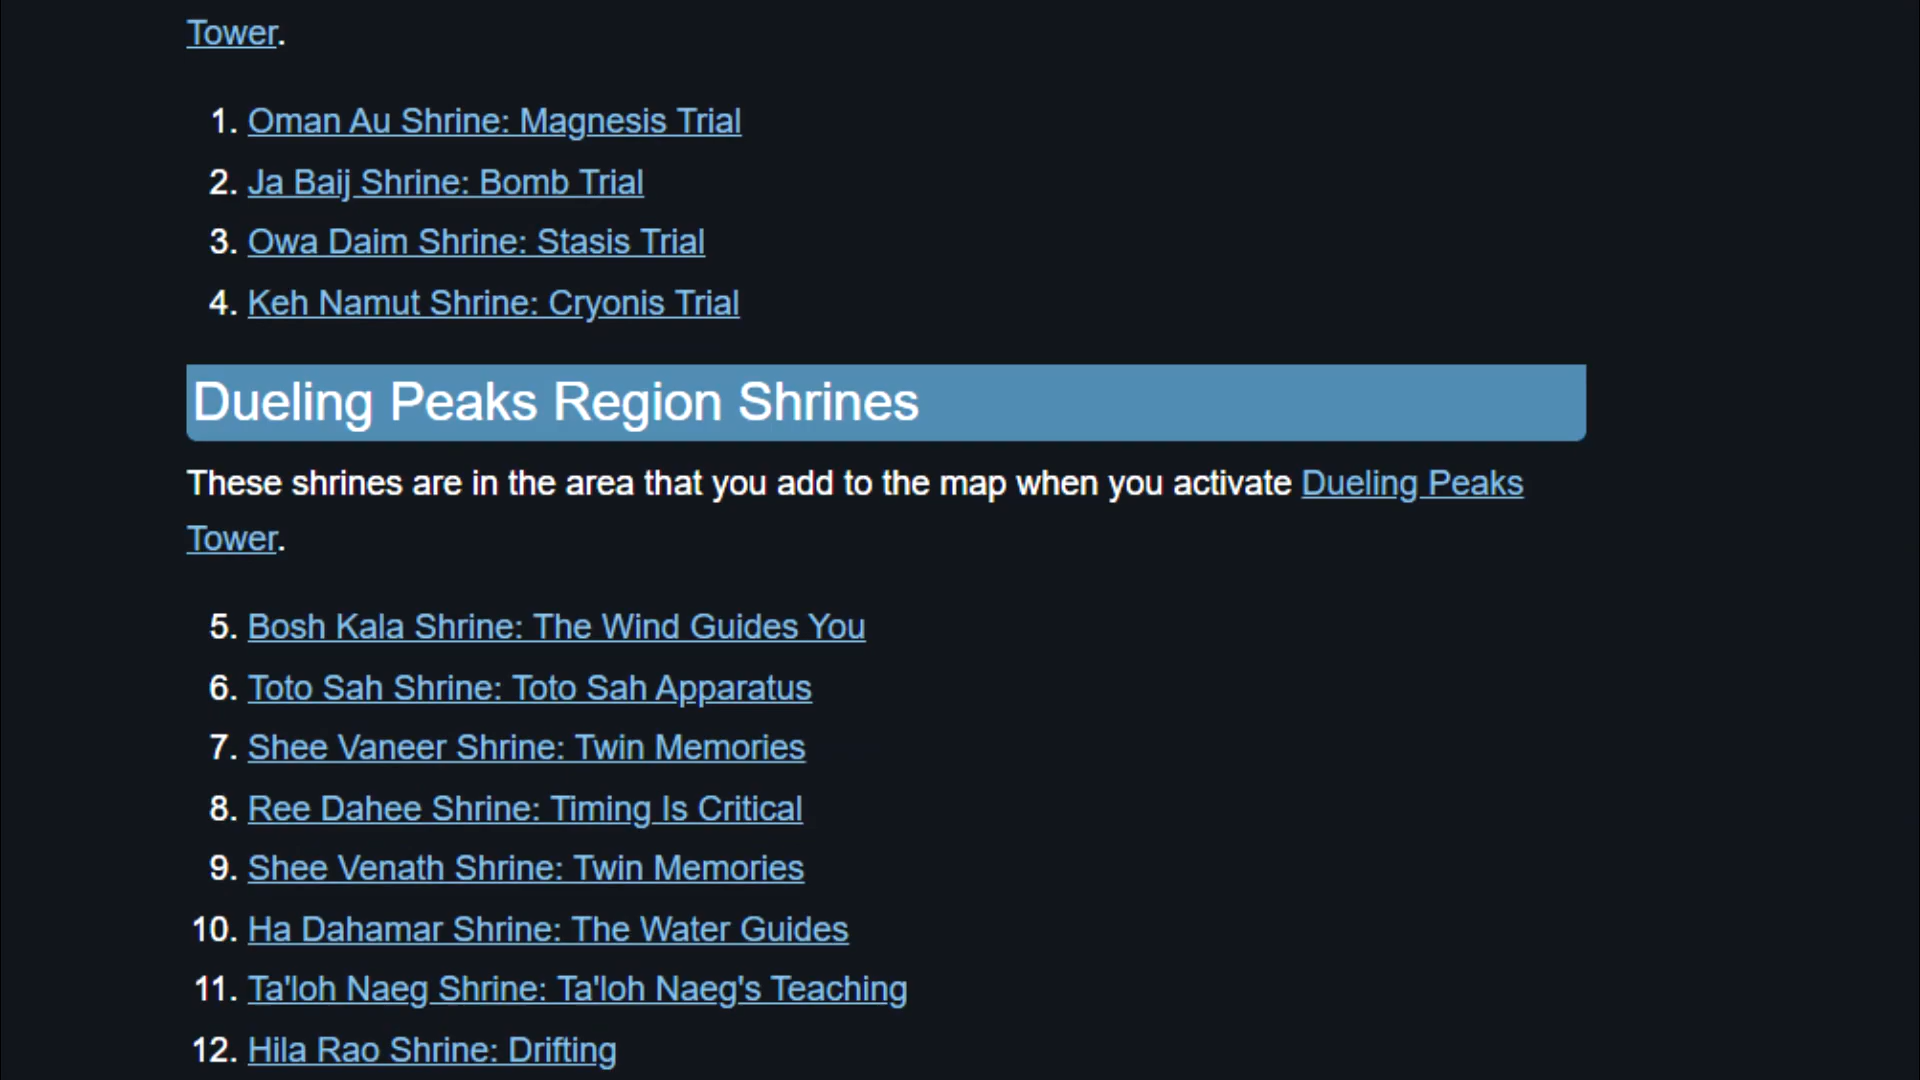 Tower.
1. Oman Au Shrine: Magnesis Trial
2. Ja Baij Shrine: Bomb Trial
3. Owa Daim Shrine: Stasis Trial
4. Keh Namut Shrine: Cryonis Trial
Dueling Peaks Region Shrines
These shrines are in the area that you add to the map when you activate Dueling Peaks
Tower.
5. Bosh Kala Shrine: The Wind Guides You
6. Toto Sah Shrine: Toto Sah Apparatus
7. Shee Vaneer Shrine: Twin Memories
8. Ree Dahee Shrine: Timing Is Critical
9. Shee Venath Shrine: Twin Memories
10. Ha Dahamar Shrine: The Water Guides
11. Ta'loh Naeg Shrine: Ta'loh Naeg's Teaching
12. Hila Rao Shrine: Drifting